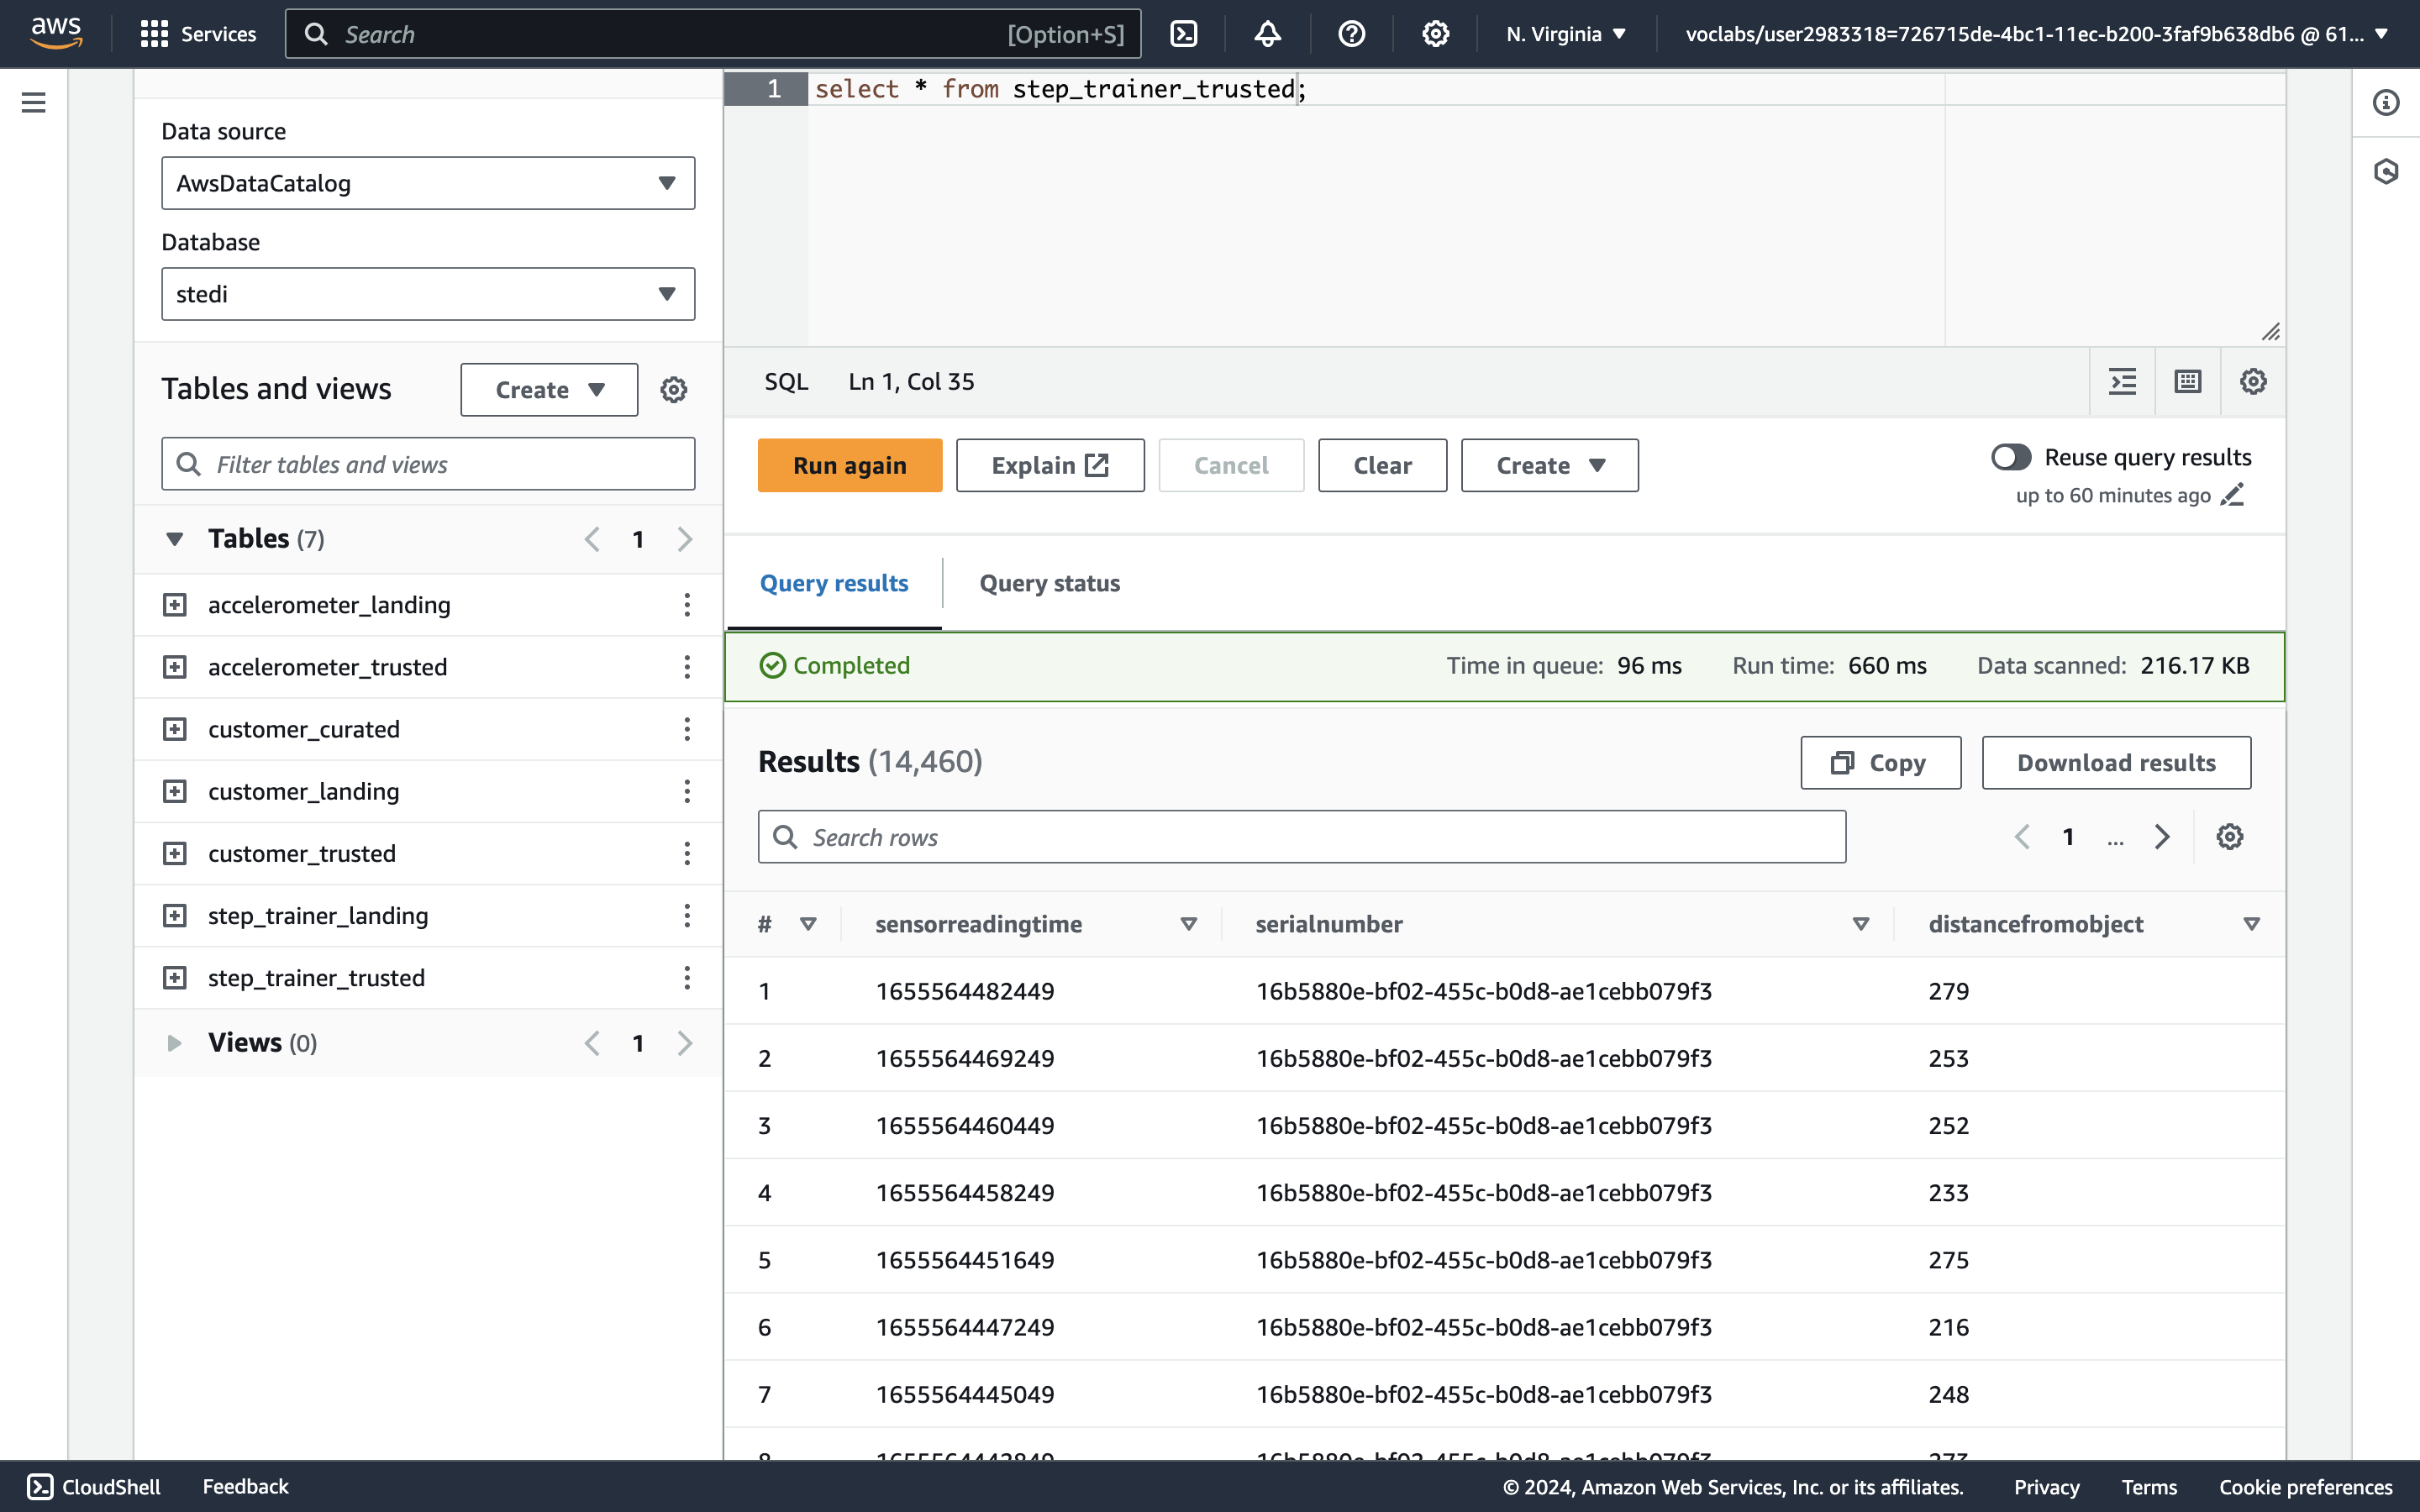 aws
Services
Search
[Option+S]
N. Virginia
voclabs/user2983318=726715de-4bc1-11ec-b200-3faf9b638db6 @ 61...
Data source
AwsDataCatalog
Database
stedi
Tables and views
Create
Filter tables and views
Tables (7)
1
accelerometer_landing
accelerometer_trusted
customer_curated
customer_landing
customer_trusted
step_trainer_landing
step_trainer_trusted
Views (0)
1
1 select * from step_trainer_trusted;
SQL Ln 1, Col 35
Run again
Explain
Cancel
Clear
Create
Reuse query results
up to 60 minutes ago
Query results
Query status
Completed
Time in queue: 96 ms Run time: 660 ms Data scanned: 216.17 KB
Results (14,460)
Copy
Download results
Search rows
1 ...
# sensorreadingtime serialnumber distancefromobject
1 1655564482449 16b5880e-bf02-455c-b0d8-ae1cebb079f3 279
2 1655564469249 16b5880e-bf02-455c-b0d8-ae1cebb079f3 253
3 1655564460449 16b5880e-bf02-455c-b0d8-ae1cebb079f3 252
4 1655564458249 16b5880e-bf02-455c-b0d8-ae1cebb079f3 233
5 1655564451649 16b5880e-bf02-455c-b0d8-ae1cebb079f3 275
6 1655564447249 16b5880e-bf02-455c-b0d8-ae1cebb079f3 216
7 1655564445049 16b5880e-bf02-455c-b0d8-ae1cebb079f3 248
CloudShell Feedback © 2024, Amazon Web Services, Inc. or its affiliates. Privacy Terms Cookie preferences